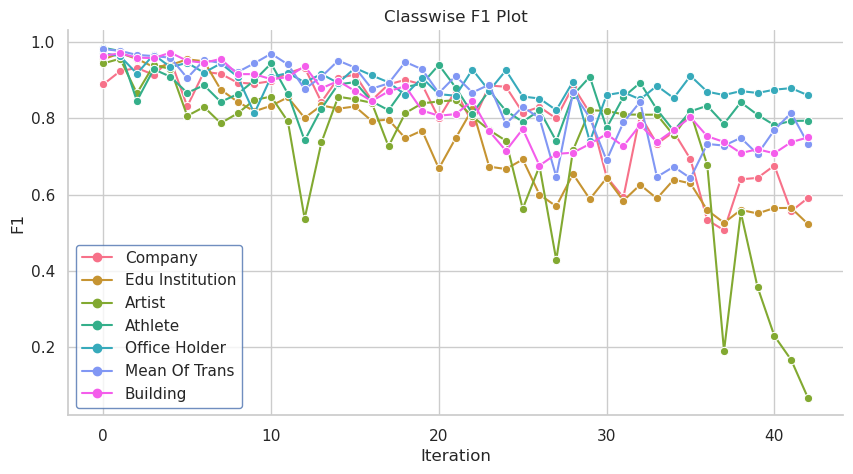 Classwise F1 Plot
1.0
0.8
0.6
0.4
0.2
F1
Company
Edu Institution
Artist
Athlete
Office Holder
Mean Of Trans
Building
0 10 20 30 40
Iteration